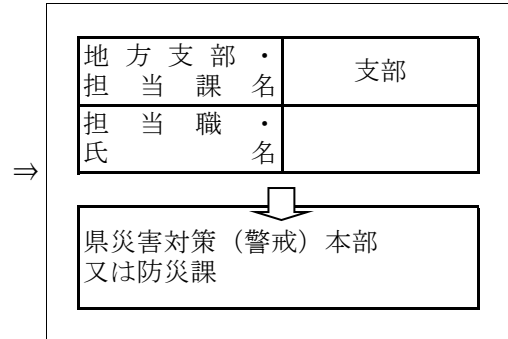 地方支部・
担当課名
支部
担当職・
氏名
⇒
県災害対策（警戒）本部
又は防災課